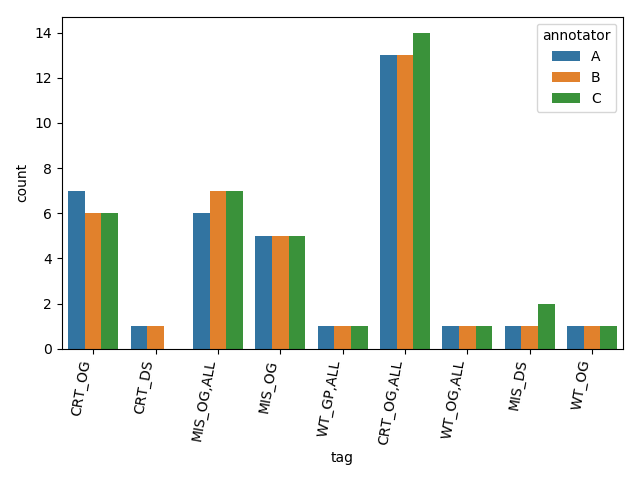 annotator
A
B
C
count
14
12
10
8
6
4
2
0
CRT_OG
CRT_DS
MIS_OG,ALL
MIS_OG
WT_GP,ALL
CRT_OG,ALL
WT_OG,ALL
MIS_DS
WT_OG
tag